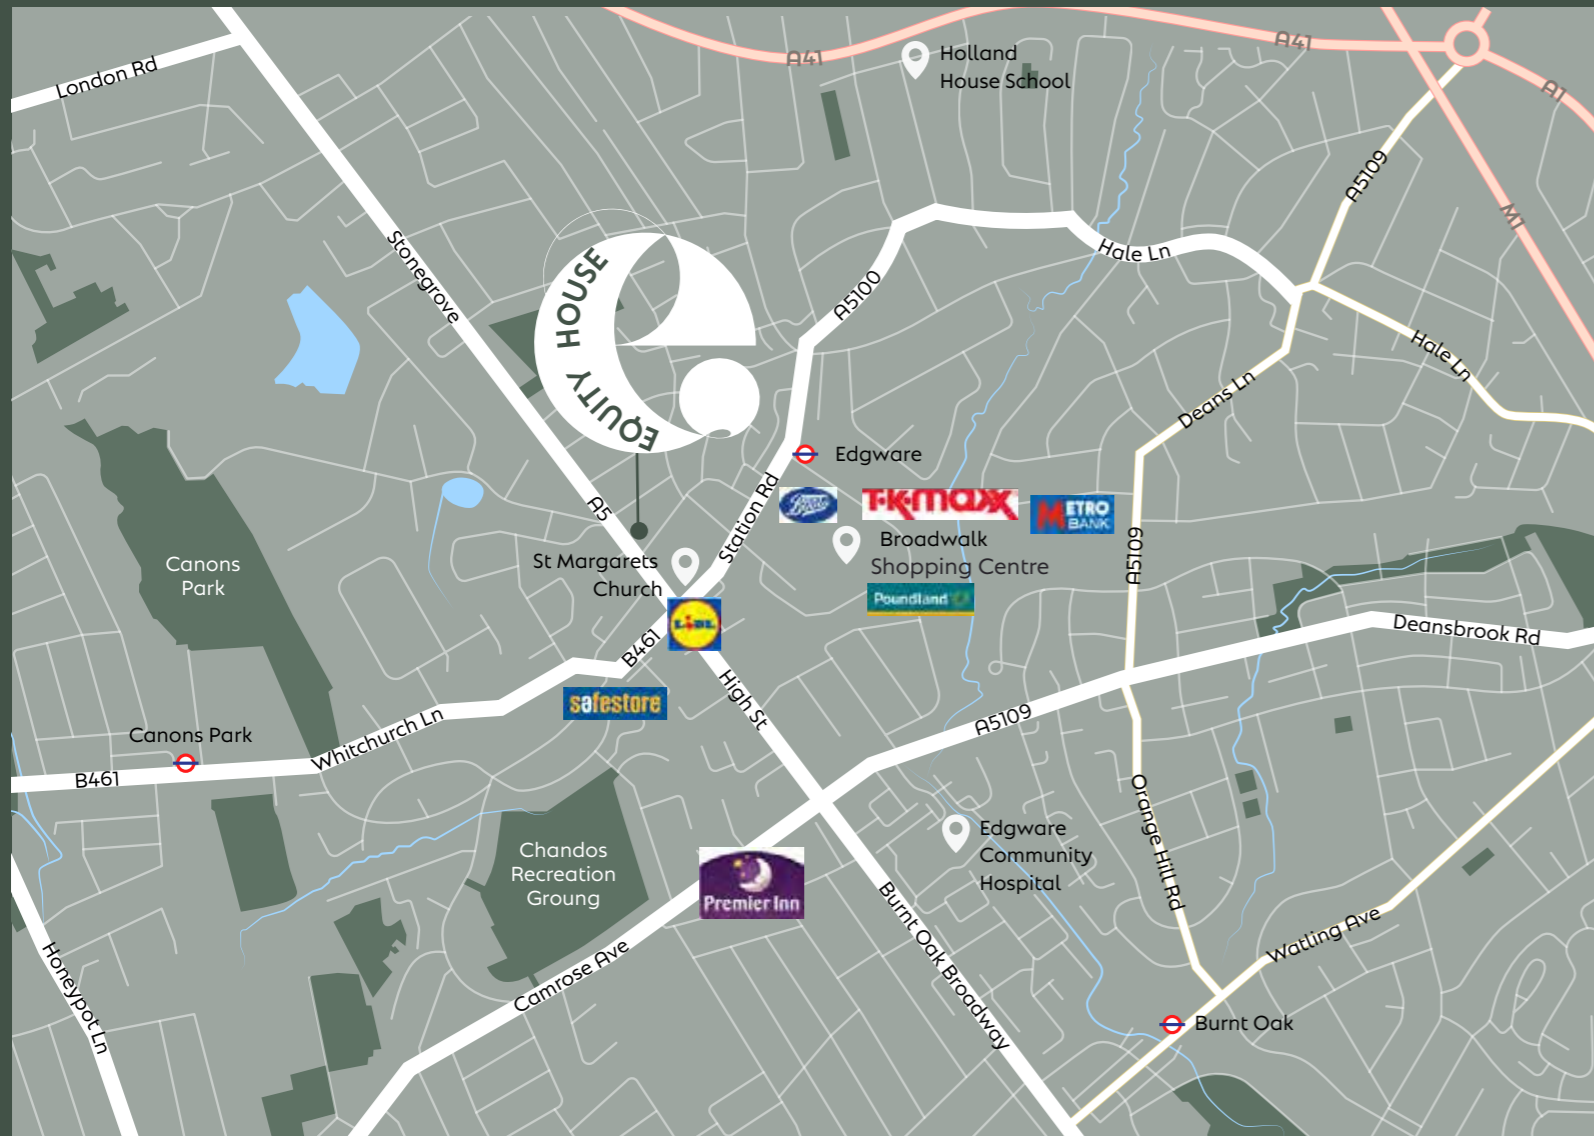 A41
A41
Holland
House School
London Rd
A1
A5109
M1
Stonegrove
Hale Ln
HOUSE
EQUITY
A5100
Hale Ln
Deans Ln
Edgware
Station Rd
A5
Boots
T·K·maxx
METRO
BANK
Broadwalk
Shopping Centre
Poundland
A5109
St Margarets
Church
Canons
Park
LIDL
B461
Deansbrook Rd
safestore
High St
A5109
Canons Park
Whitchurch Ln
B461
Orange Hill Rd
Edgware
Community
Hospital
Chandos
Recreation
Groung
Premier Inn
Burnt Oak Broadway
Watling Ave
Camrose Ave
Honeypot Ln
Burnt Oak